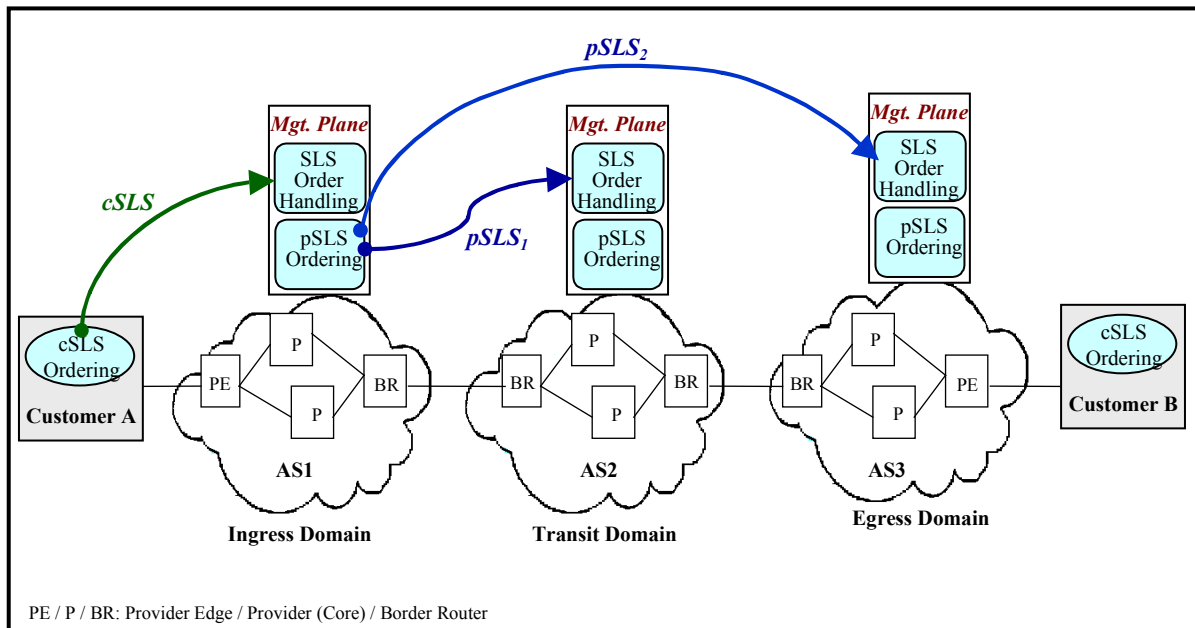 pSLS2
Mgt. Plane
SLS
Order
Handling
pSLS
Ordering
Mgt. Plane
SLS
Order
Handling
pSLS
Ordering
Mgt. Plane
SLS
Order
Handling
pSLS
Ordering
cSLS
pSLS1
cSLS
Ordering
Customer A
PE
P
P
BR
AS1
Ingress Domain
BR
P
P
BR
AS2
Transit Domain
BR
P
P
PE
AS3
Egress Domain
cSLS
Ordering
Customer B
PE / P / BR: Provider Edge / Provider (Core) / Border Router